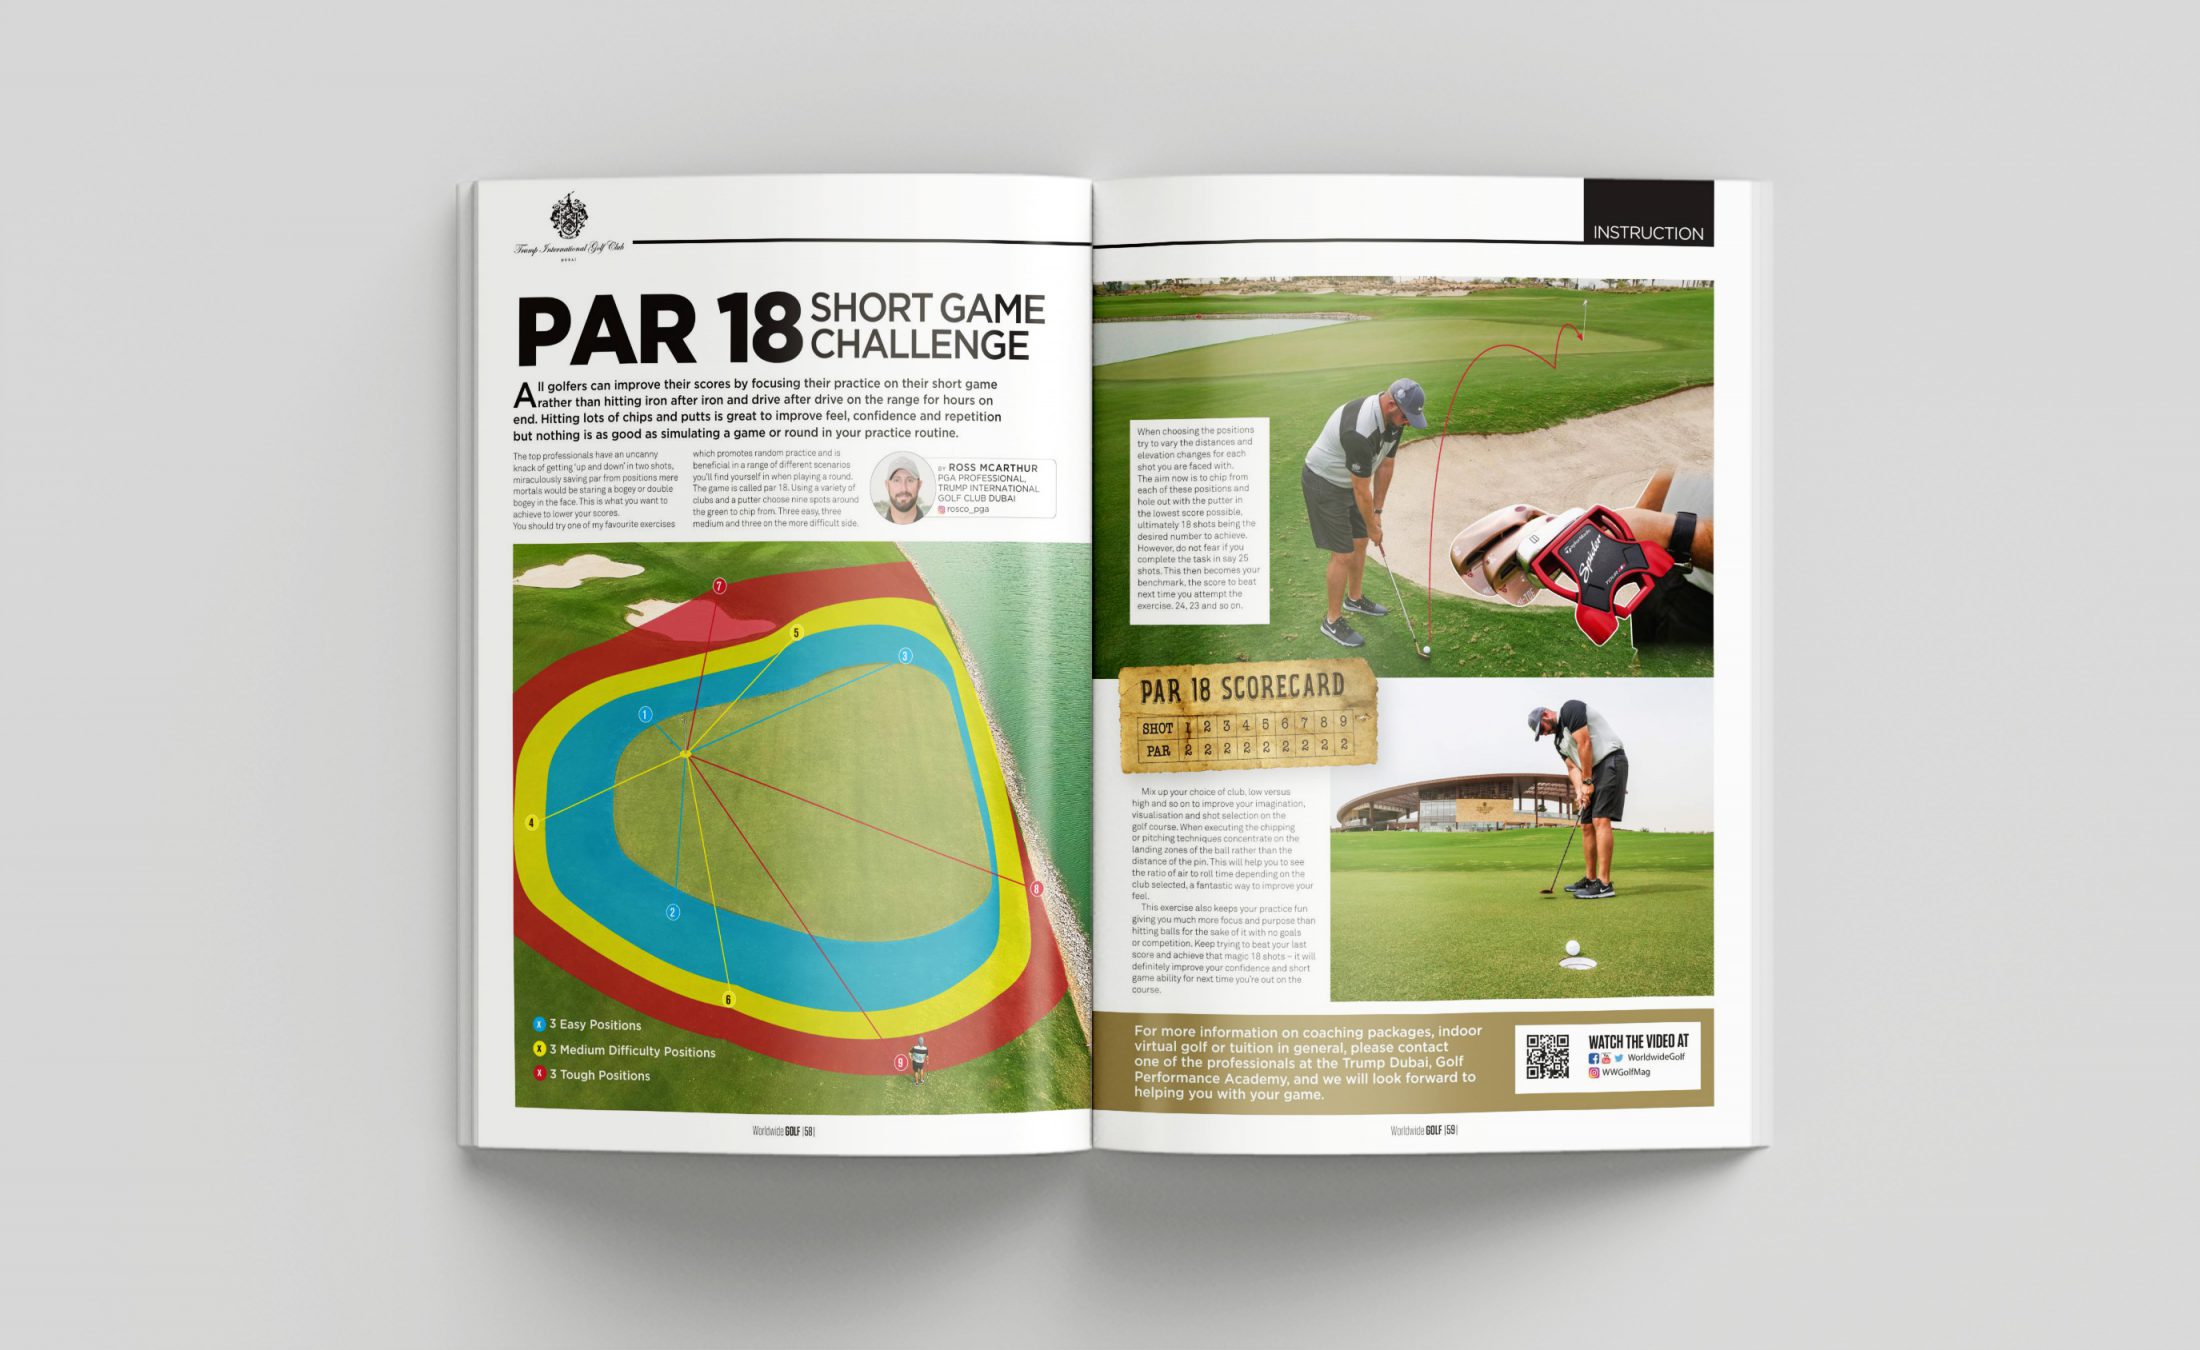 Trump International Golf Club
DUBAI
PAR 18 SHORT GAME
CHALLENGE
All golfers can improve their scores by focusing their practice on their short game
rather than hitting iron after iron and drive after drive on the range for hours on
end. Hitting lots of chips and putts is great to improve feel, confidence and repetition
but nothing is as good as simulating a game or round in your practice routine.
The top professionals have an uncanny
knack of getting 'up and down' in two shots,
miraculously saving par from positions mere
mortals would be staring a bogey or double
bogey in the face. This is what you want to
achieve to lower your scores.
You should try one of my favourite exercises
which promotes random practice and is
beneficial in a range of different scenarios
you'll find yourself in when playing a round.
The game is called par 18. Using a variety of
clubs and a putter choose nine spots around
the green to chip from. Three easy, three
medium and three on the more difficult side.
BY ROSS MCARTHUR
PGA PROFESSIONAL,
TRUMP INTERNATIONAL
GOLF CLUB DUBAI
rosco_pga
7
5
3
1
4
8
2
6
9
X 3 Easy Positions
X 3 Medium Difficulty Positions
X 3 Tough Positions
Worldwide GOLF |58|
INSTRUCTION
When choosing the positions
try to vary the distances and
elevation changes for each
shot you are faced with.
The aim now is to chip from
each of these positions and
hole out with the putter in
the lowest score possible,
ultimately 18 shots being the
desired number to achieve.
However, do not fear if you
complete the task in say 25
shots. This then becomes your
benchmark, the score to beat
next time you attempt the
exercise. 24, 23 and so on.
TaylorMade
Spider
TOUR
PAR 18 SCORECARD
SHOT 1 2 3 4 5 6 7 8 9
PAR 2 2 2 2 2 2 2 2 2
Mix up your choice of club, low versus
high and so on to improve your imagination,
visualisation and shot selection on the
golf course. When executing the chipping
or pitching techniques concentrate on the
landing zones of the ball rather than the
distance of the pin. This will help you to see
the ratio of air to roll time depending on the
club selected, a fantastic way to improve your
feel.
This exercise also keeps your practice fun
giving you much more focus and purpose than
hitting balls for the sake of it with no goals
or competition. Keep trying to beat your last
score and achieve that magic 18 shots – it will
definitely improve your confidence and short
game ability for next time you're out on the
course.
For more information on coaching packages, indoor
virtual golf or tuition in general, please contact
one of the professionals at the Trump Dubai, Golf
Performance Academy, and we will look forward to
helping you with your game.
WATCH THE VIDEO AT
WorldwideGolf
WWGolfMag
Worldwide GOLF |59|